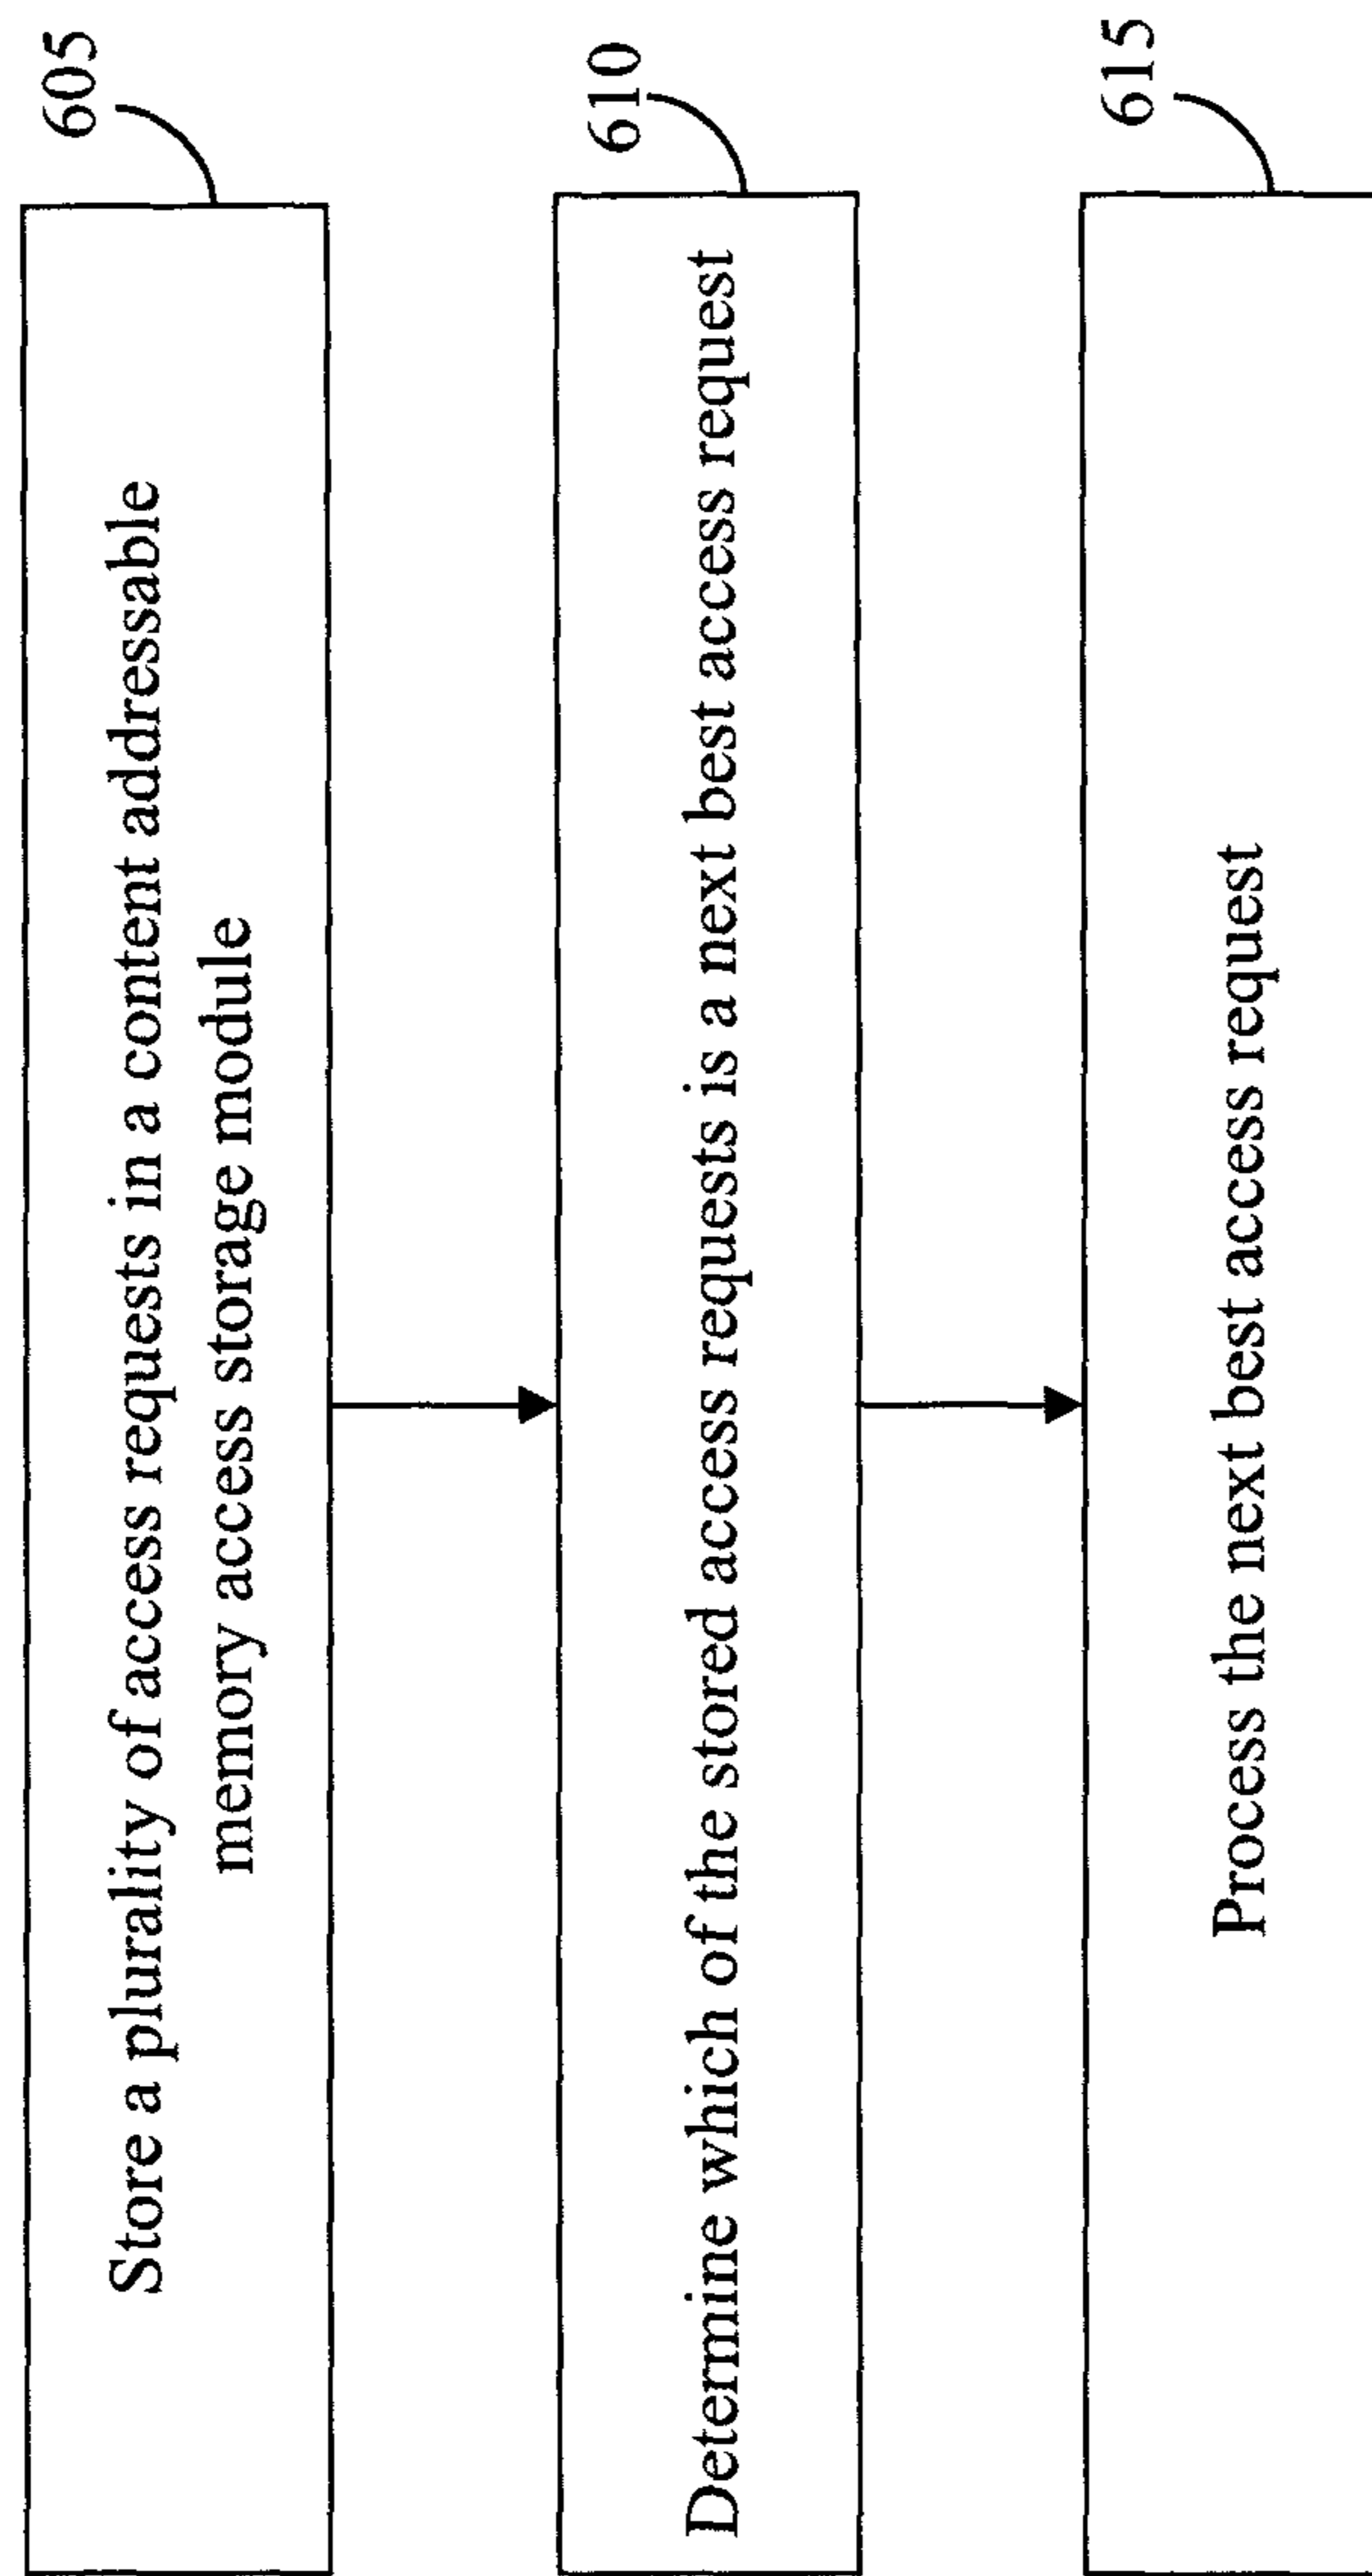 605
Store a plurality of access requests in a content addressable
memory access storage module
610
Determine which of the stored access requests is a next best access request
615
Process the next best access request